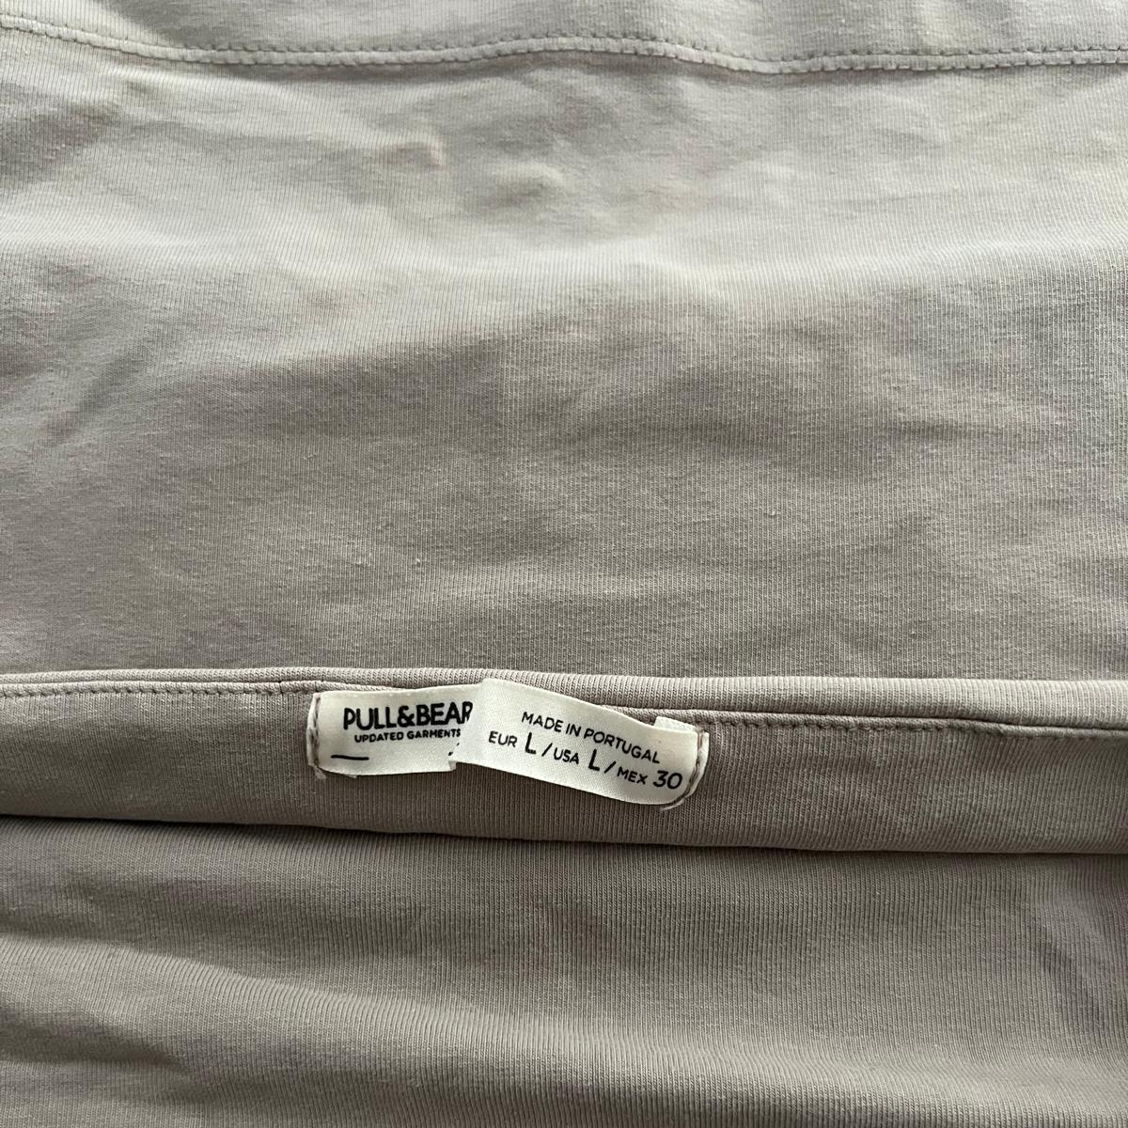 PULL&BEAR
UPDATED GARMENTS
MADE IN PORTUGAL
EUR L / USA L / MEX 30